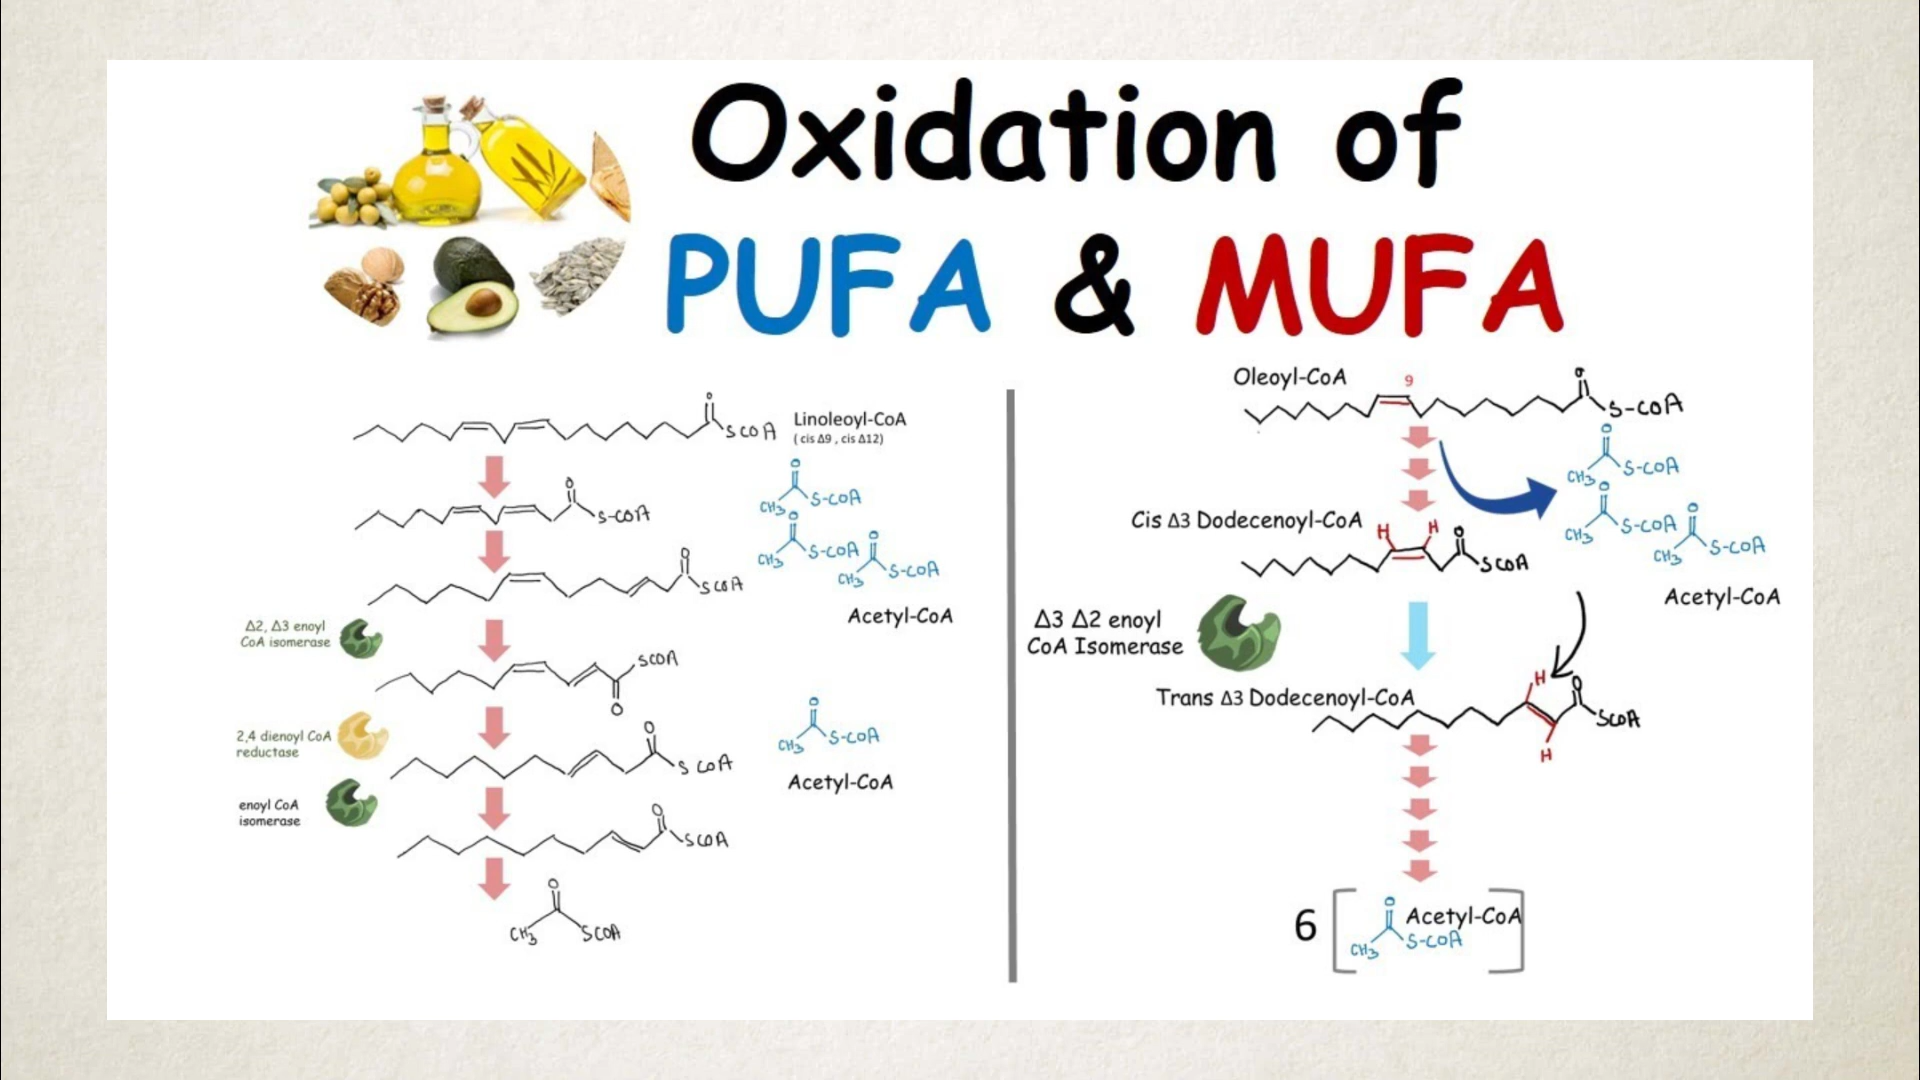 Oxidation of
PUFA & MUFA
Linoleoyl-CoA
( cis Δ9 , cis Δ12)
SCOA
S-COA
SCOA
SCOA
S COA
SCOA
O
CH3 SCOA
Δ2, Δ3 enoyl
CoA isomerase
2,4 dienoyl CoA
reductase
enoyl CoA
isomerase
O
CH3 S-COA
O
CH3 S-COA
O
CH3 S-COA
Acetyl-CoA
O
CH3 S-COA
Acetyl-CoA
Oleoyl-CoA
9
O
S-COA
O
CH3 S-COA
O
CH3 S-COA
O
CH3 S-COA
Acetyl-CoA
Cis Δ3 Dodecenoyl-CoA
H H O
SCOA
Δ3 Δ2 enoyl
CoA Isomerase
Trans Δ3 Dodecenoyl-CoA
H O
SCOA
H
6
O
Acetyl-CoA
CH3 S-COA